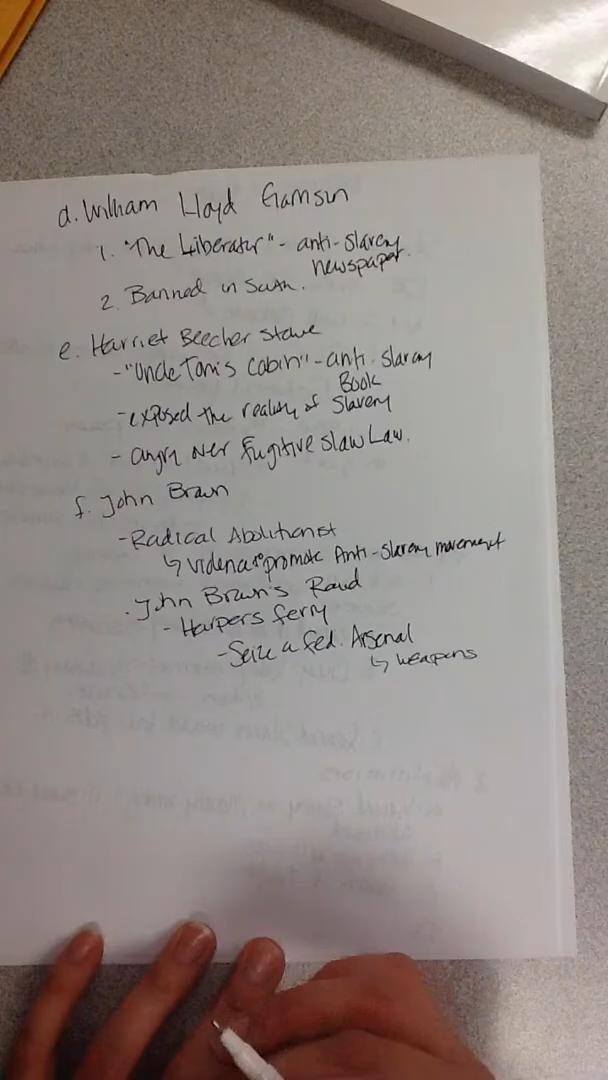 d. William Lloyd Garrison
1. "The Liberator" - anti-slavery
newspaper.
2. Banned in South.
e. Harriet Beecher Stowe
- "Uncle Tom's Cabin" - anti-slavery
Book
- exposed the reality of Slavery
- angry over Fugitive Slave Law.
f. John Brown
- Radical Abolitionist
↳ violence to promote Anti-slavery movement
. John Brown's Raid
- Harpers ferry
- Seize a fed. Arsenal
↳ weapons